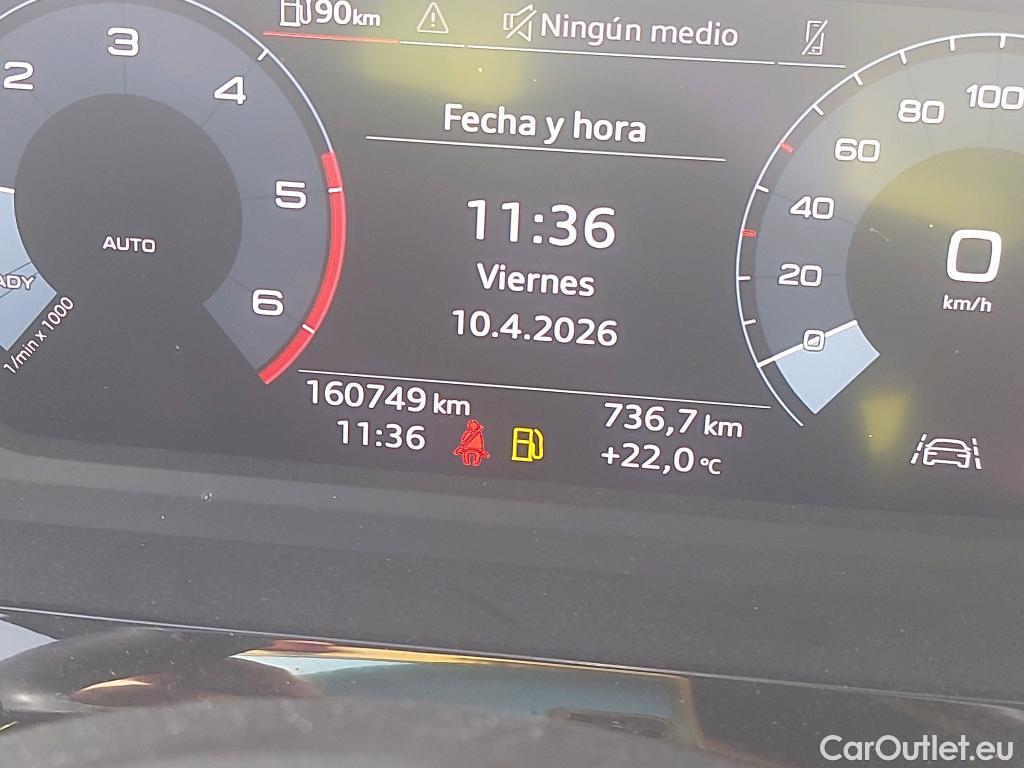 90 km
Ningún medio
Fecha y hora
11:36
Viernes
10.4.2026
160749 km
736,7 km
11:36
+22,0 °C
2
3
4
5
6
AUTO
1/min x 1000
100
80
60
40
20
0
0
km/h
CarOutlet.eu